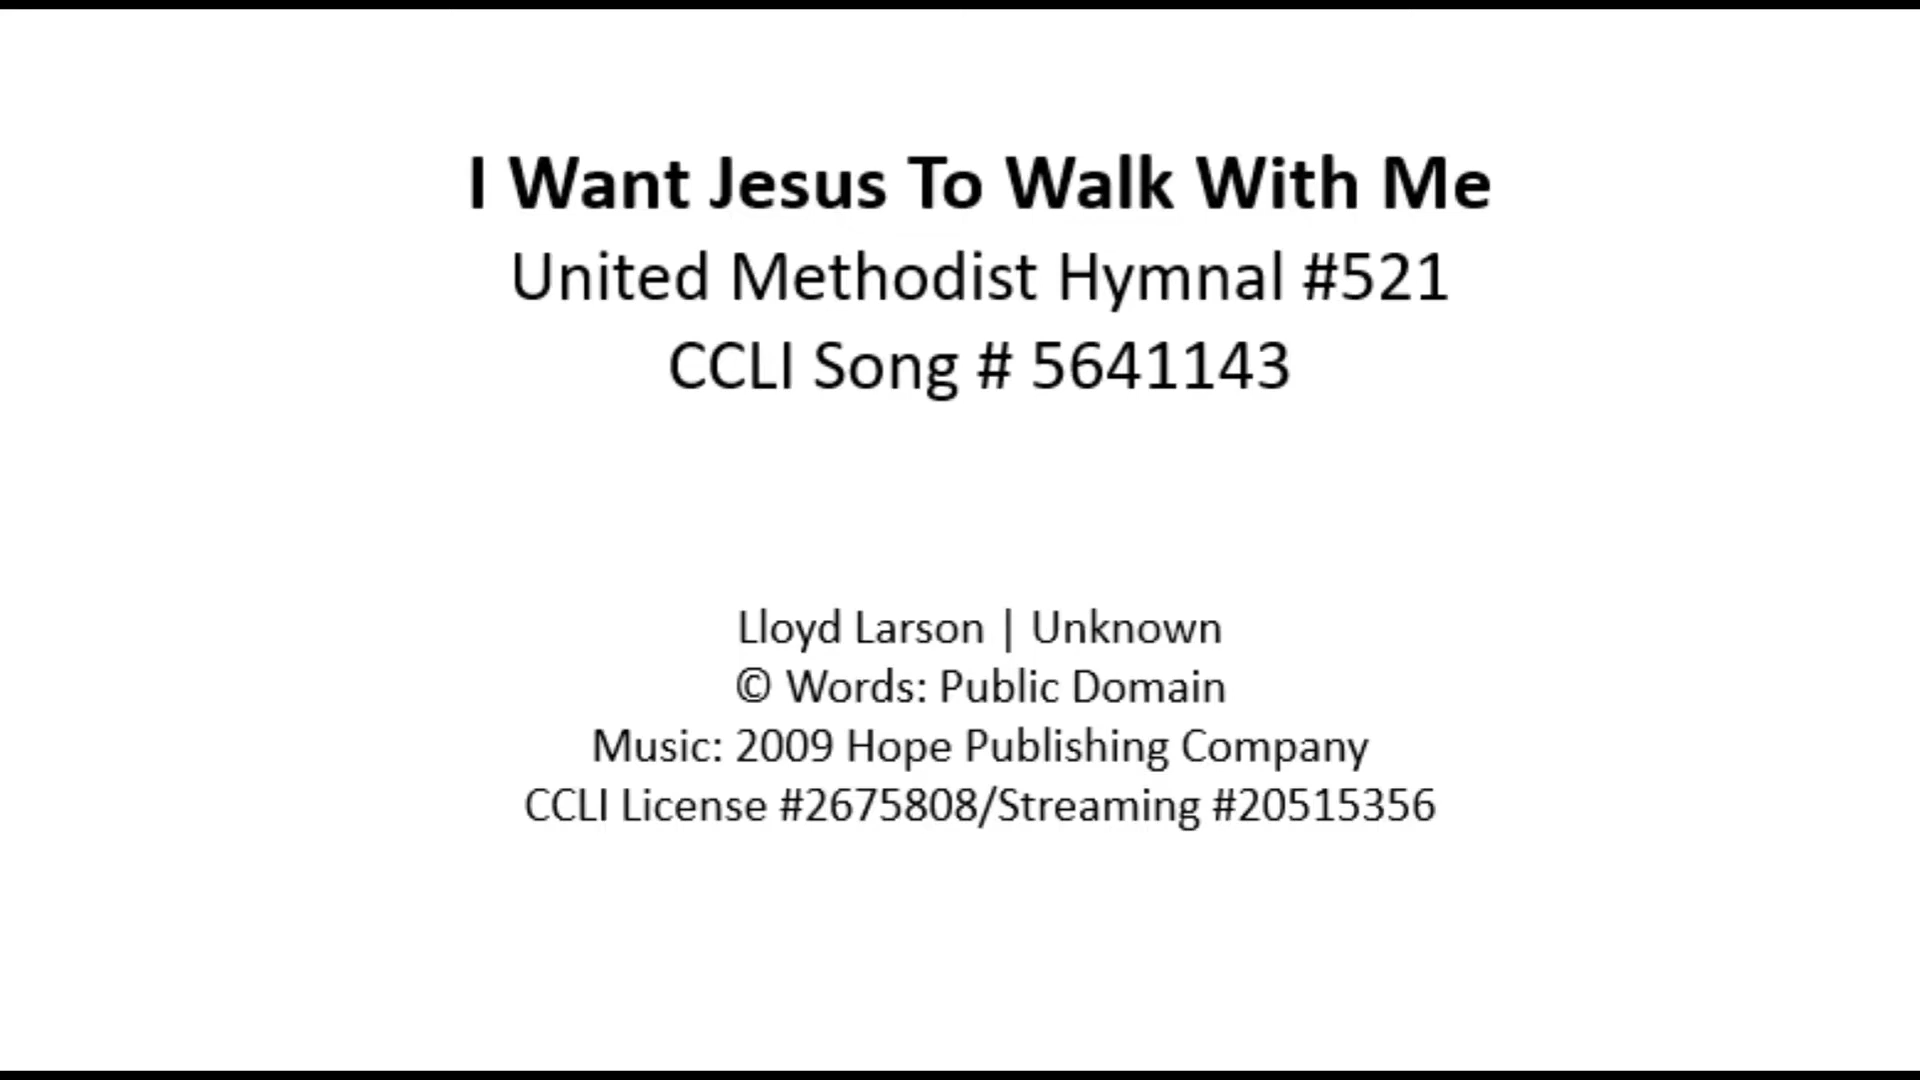 I Want Jesus To Walk With Me
United Methodist Hymnal #521
CCLI Song # 5641143
Lloyd Larson | Unknown
© Words: Public Domain
Music: 2009 Hope Publishing Company
CCLI License #2675808/Streaming #20515356